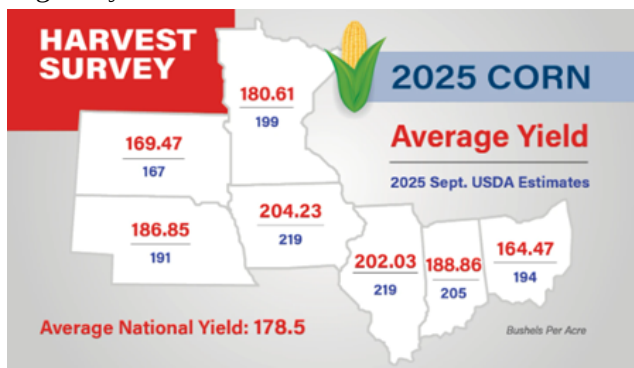 HARVEST
SURVEY
2025 CORN
Average Yield
2025 Sept. USDA Estimates
180.61
199
169.47
167
186.85
191
204.23
219
202.03
219
188.86
205
164.47
194
Average National Yield: 178.5
Bushels Per Acre